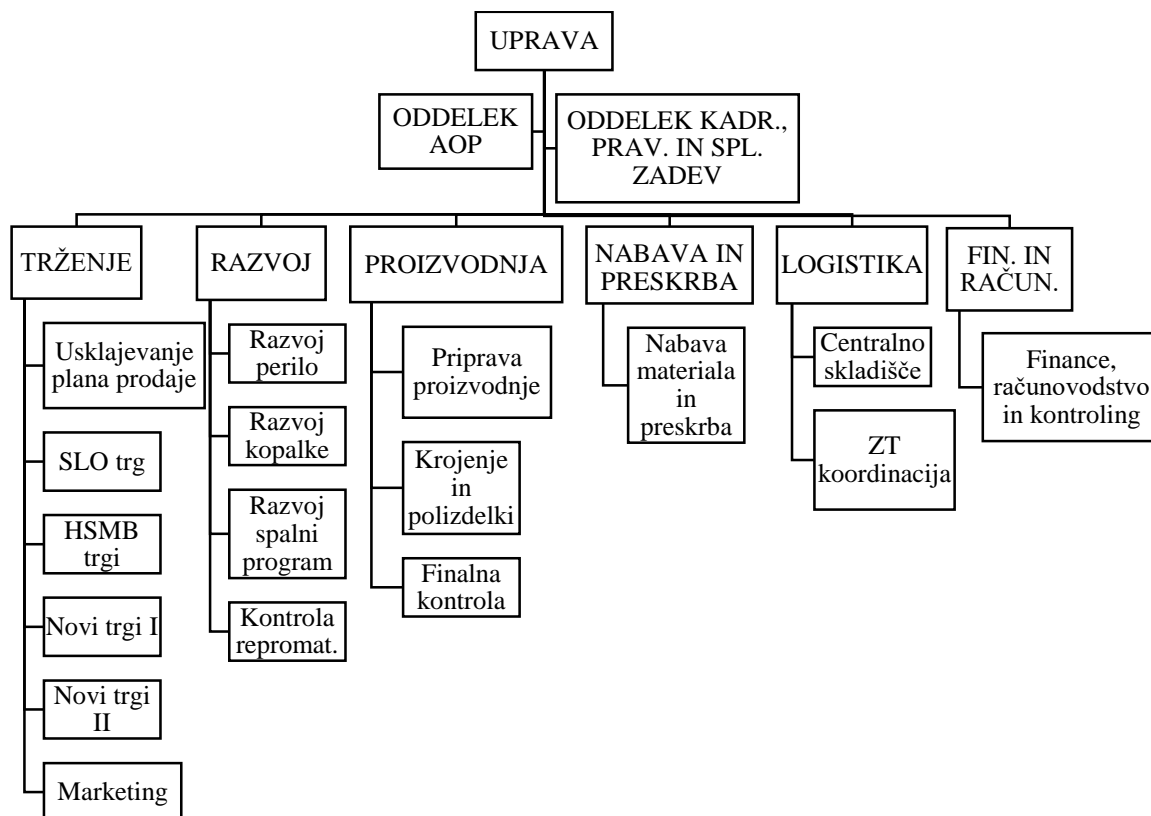 UPRAVA
ODDELEK
AOP
ODDELEK KADR.,
PRAV. IN SPL.
ZADEV
TRŽENJE
Usklajevanje
plana prodaje
SLO trg
HSMB
trgi
Novi trgi I
Novi trgi
II
Marketing
RAZVOJ
Razvoj
perilo
Razvoj
kopalke
Razvoj
spalni
program
Kontrola
repromat.
PROIZVODNJA
Priprava
proizvodnje
Krojenje
in
polizdelki
Finalna
kontrola
NABAVA IN
PRESKRBA
Nabava
materiala
in
preskrba
LOGISTIKA
Centralno
skladišče
ZT
koordinacija
FIN. IN
RAČUN.
Finance,
računovodstvo
in kontroling